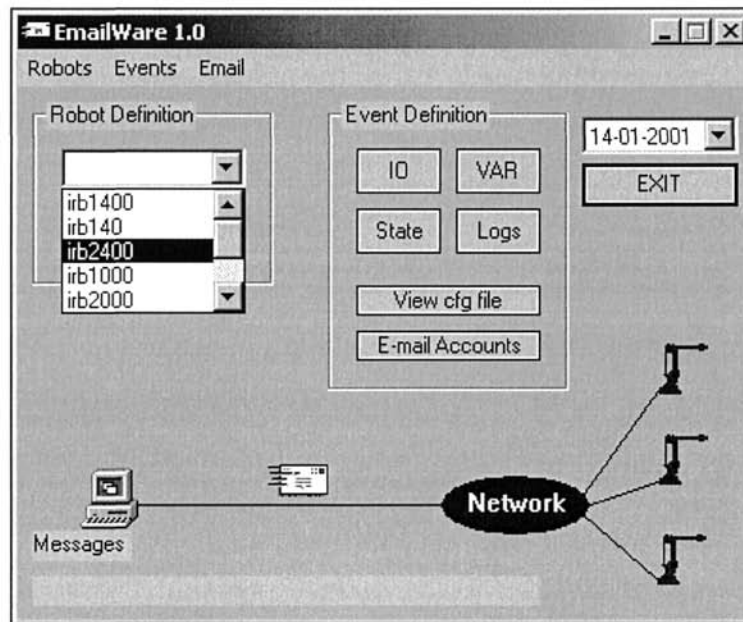 EmailWare 1.0
Robots Events Email
Robot Definition
irb1400
irb140
irb2400
irb1000
irb2000
Event Definition
IO VAR
State Logs
View cfg file
E-mail Accounts
14-01-2001
EXIT
Network
Messages